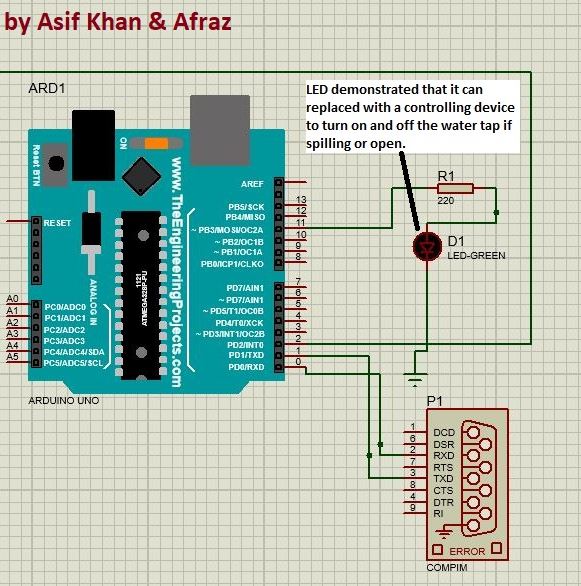 by Asif Khan & Afraz
LED demonstrated that it can
replaced with a controlling device
to turn on and off the water tap if
spilling or open.
ARD1
Reset BTN
ON
www.TheEngineeringProjects.com
AREF
PB5/SCK
13
PB4/MISO
12
~ PB3/MOSI/OC2A
11
~ PB2/OC1B
10
~ PB1/OC1A
9
PB0/ICP1/CLKO
8
RESET
ANALOG IN
1121
ATMEGA328P-PU
PD7/AIN1
7
~ PD7/AIN1
6
~ PD5/T1/OC0B
5
PD4/T0/XCK
4
~ PD3/INT1/OC2B
3
PD2/INT0
2
PD1/TXD
1
PD0/RXD
0
A0
PC0/ADC0
A1
PC1/ADC1
A2
PC2/ADC2
A3
PC3/ADC3
A4
PC4/ADC4/SDA
A5
PC5/ADC5/SCL
ARDUINO UNO
R1
220
D1
LED-GREEN
P1
1
DCD
6
DSR
2
RXD
7
RTS
3
TXD
8
CTS
4
DTR
9
RI
ERROR
COMPIM